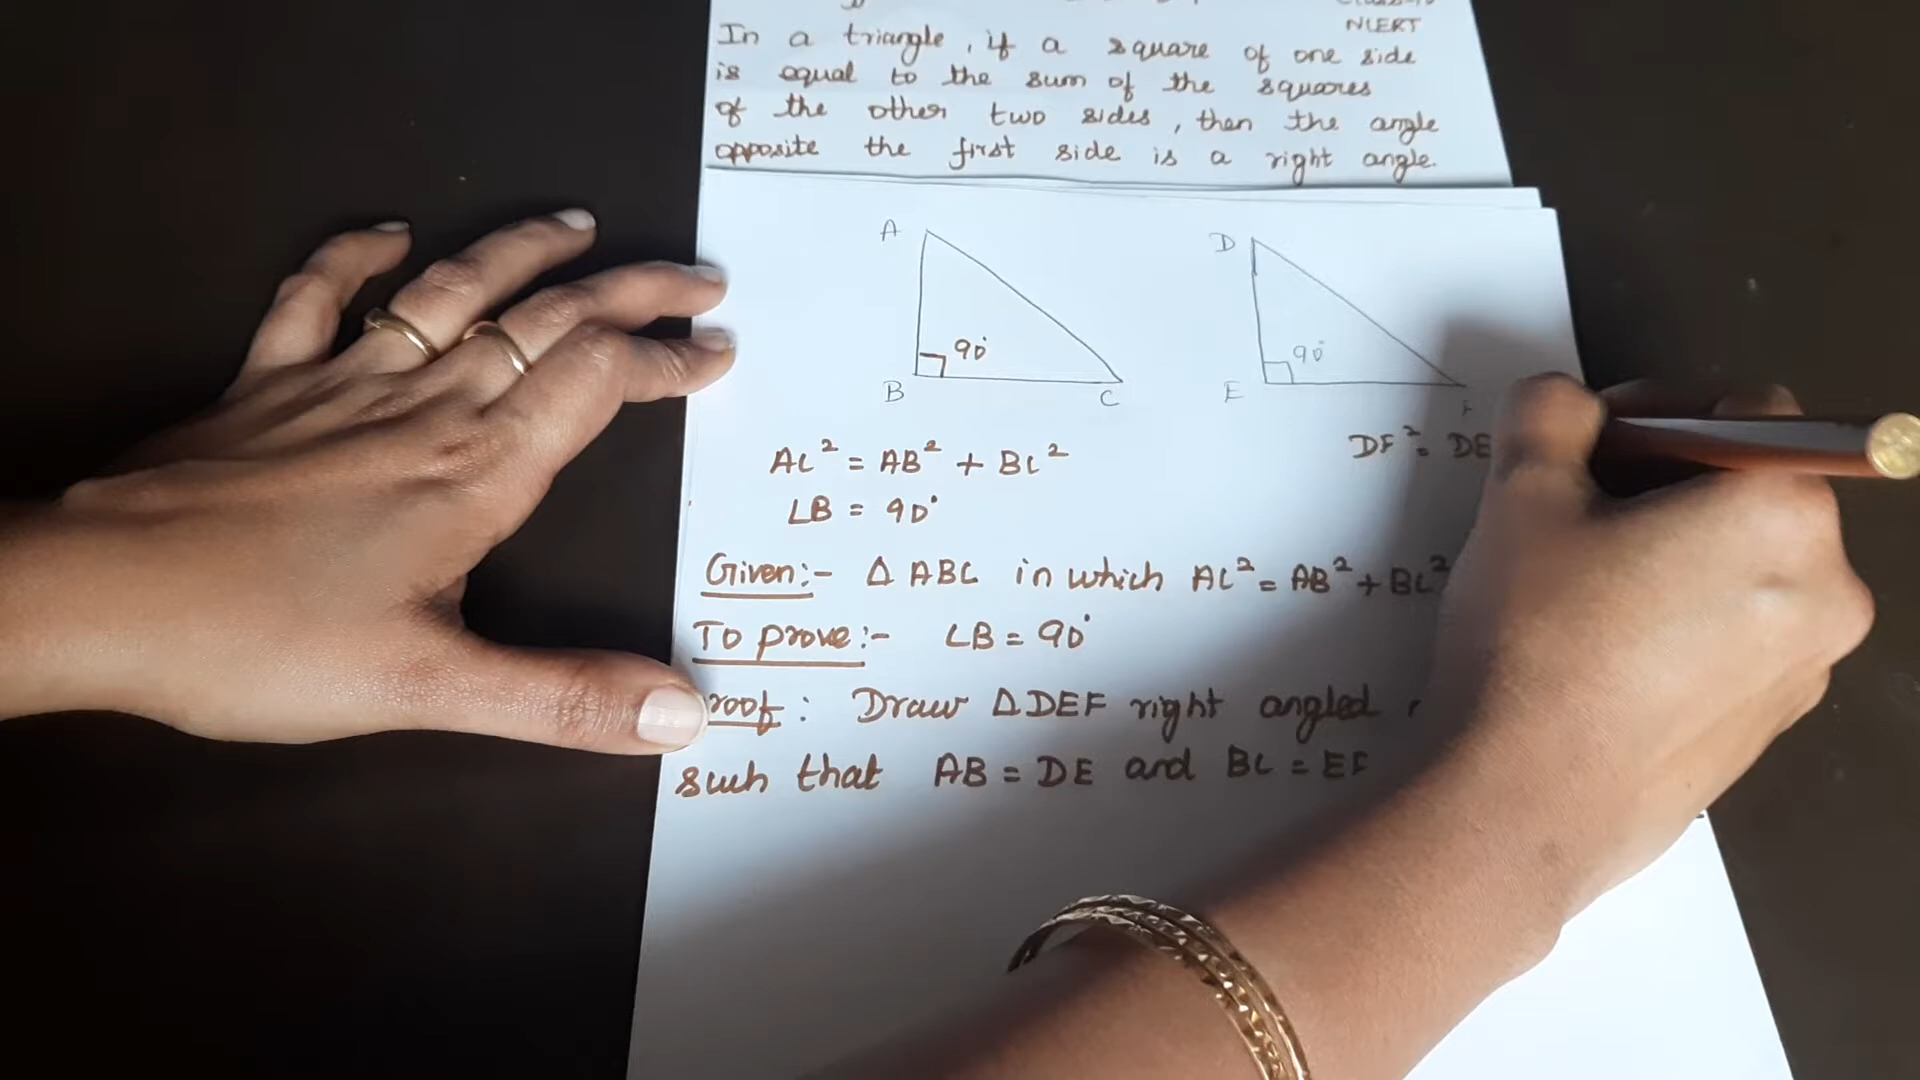 NCERT
In a triangle, if a square of one side
is equal to the sum of the squares
of the other two sides, then the angle
opposite the first side is a right angle.
A
D
90°
90°
B
C
E
AC² = AB² + BC²
DF² = DE
∠B = 90°
Given:- Δ ABC in which AC² = AB² + BC²
To prove:- ∠B = 90°
roof : Draw Δ DEF right angled
such that AB = DE and BC = EF